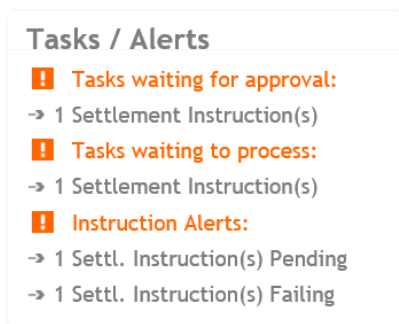 Tasks / Alerts
Tasks waiting for approval:
1 Settlement Instruction(s)
Tasks waiting to process:
1 Settlement Instruction(s)
Instruction Alerts:
1 Settl. Instruction(s) Pending
1 Settl. Instruction(s) Failing